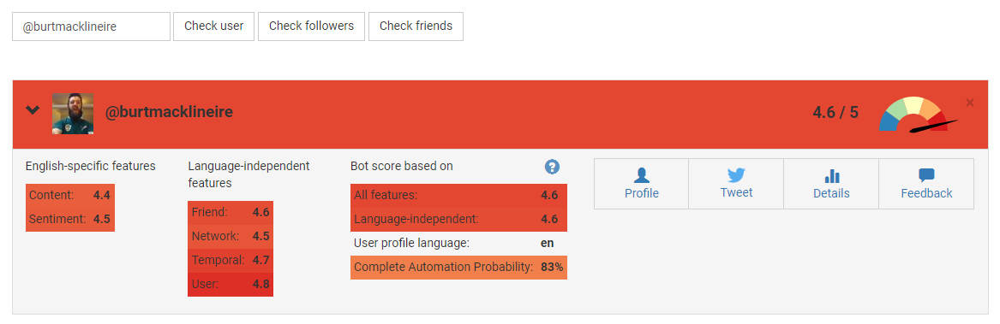 @burtmacklineire Check user Check followers Check friends
@burtmacklineire 4.6 / 5 ×
English-specific features
Content: 4.4
Sentiment: 4.5
Language-independent
features
Friend: 4.6
Network: 4.5
Temporal: 4.7
User: 4.8
Bot score based on ?
All features: 4.6
Language-independent: 4.6
User profile language: en
Complete Automation Probability: 83%
Profile Tweet Details Feedback